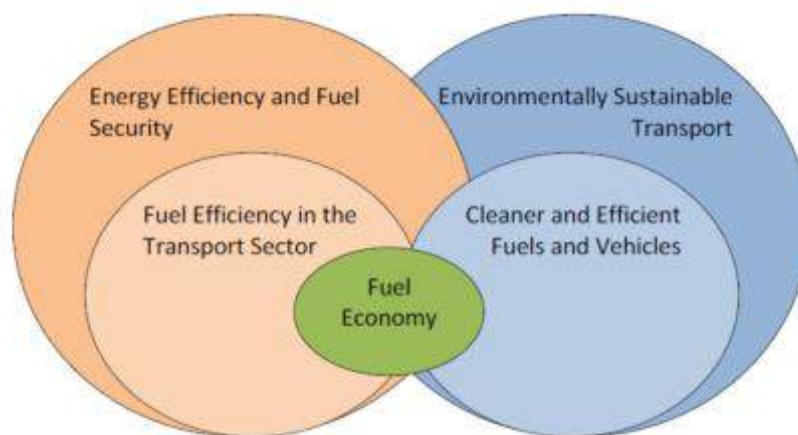 Energy Efficiency and Fuel
Security
Environmentally Sustainable
Transport
Fuel Efficiency in the
Transport Sector
Cleaner and Efficient
Fuels and Vehicles
Fuel
Economy